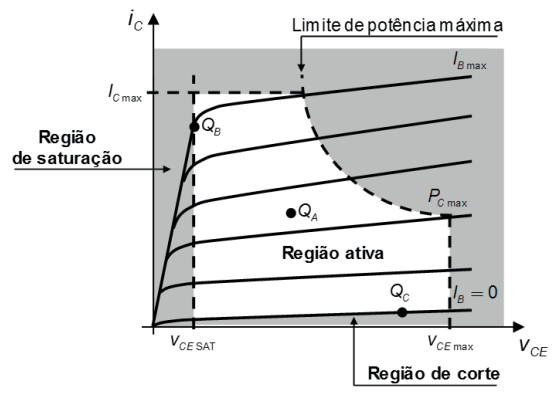 i_C
Limite de potência máxima
I_B max
I_C max
Q_B
Região
de saturação
P_C max
Q_A
Região ativa
Q_C
I_B = 0
v_CE SAT
v_CE max
v_CE
Região de corte